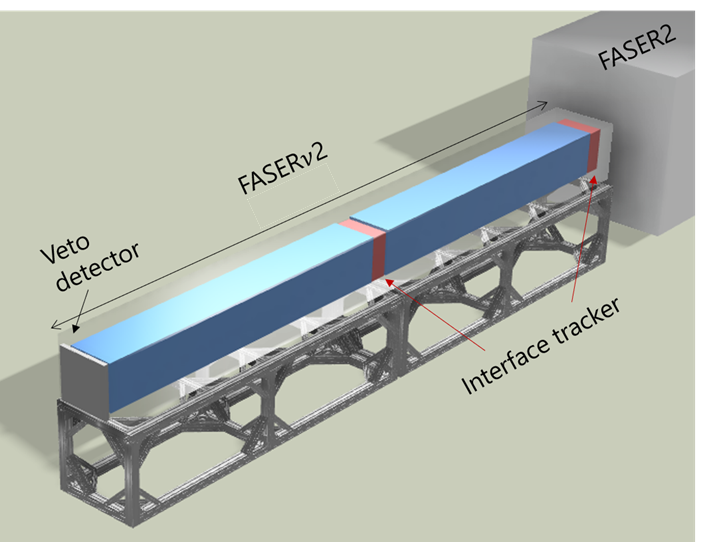 FASER2
FASERν2
Veto
detector
Interface tracker